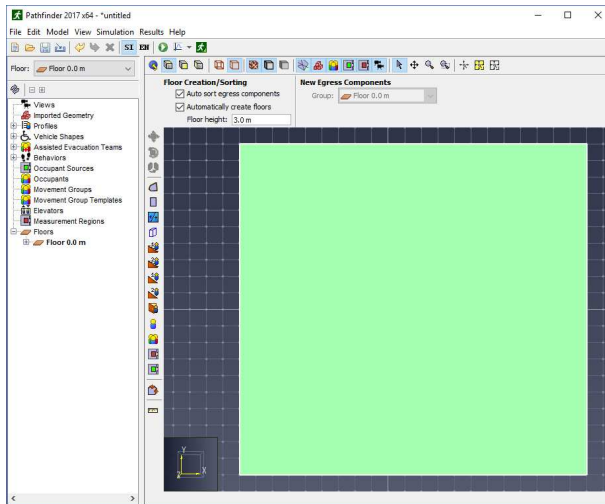 Pathfinder 2017 x64 - *untitled
File Edit Model View Simulation Results Help
SI EN
Floor: Floor 0.0 m
Floor Creation/Sorting
Auto sort egress components
Automatically create floors
Floor height: 3.0 m
New Egress Components
Group: Floor 0.0 m
Views
Imported Geometry
Profiles
Vehicle Shapes
Assisted Evacuation Teams
Behaviors
Occupant Sources
Occupants
Movement Groups
Movement Group Templates
Elevators
Measurement Regions
Floors
Floor 0.0 m
Y
Z X